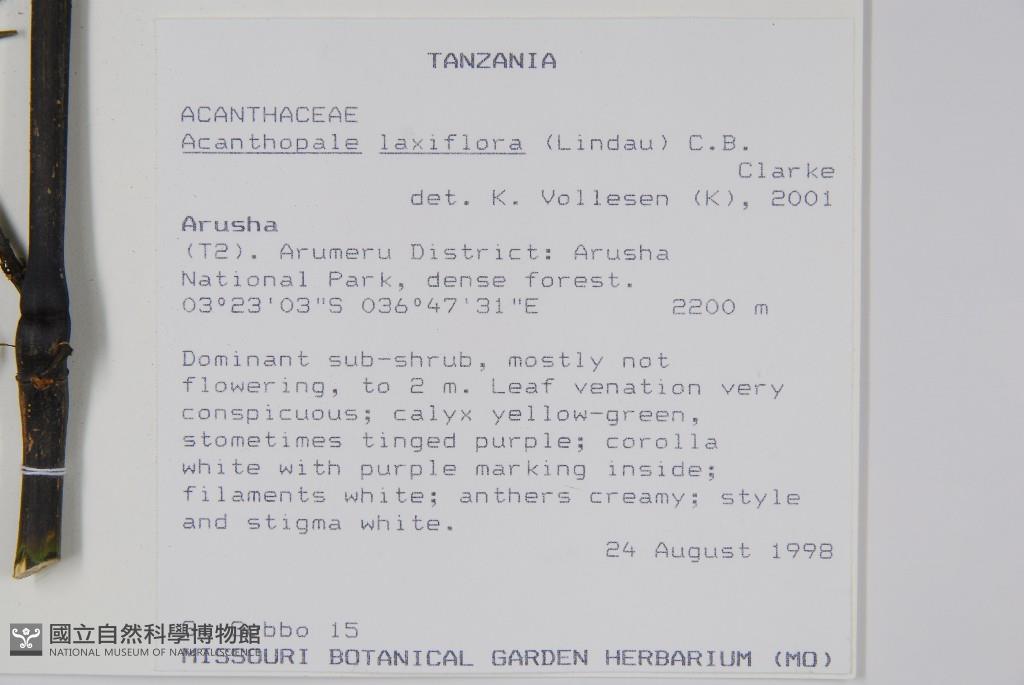 TANZANIA
ACANTHACEAE
Acanthopale laxiflora (Lindau) C.B.
Clarke
det. K. Vollesen (K), 2001
Arusha
(T2). Arumeru District: Arusha
National Park, dense forest.
03°23'03"S 036°47'31"E 2200 m
Dominant sub-shrub, mostly not
flowering, to 2 m. Leaf venation very
conspicuous; calyx yellow-green,
stometimes tinged purple; corolla
white with purple marking inside;
filaments white; anthers creamy; style
and stigma white.
24 August 1998
15
國立自然科學博物館
NATIONAL MUSEUM OF NATURAL SCIENCE
MISSOURI BOTANICAL GARDEN HERBARIUM (MO)